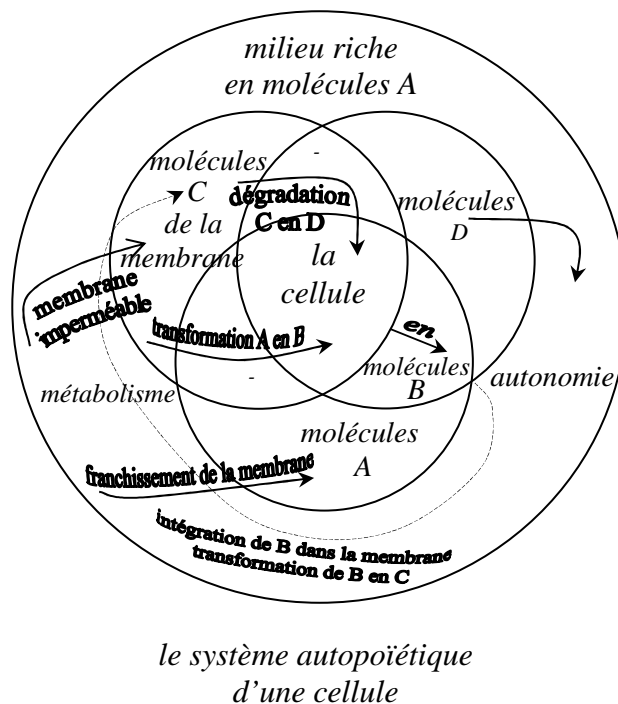 milieu riche
en molécules A
-
molécules
C
de la
membrane
dégradation
C en D
molécules
D
la
cellule
membrane
imperméable
transformation A en B
en
molécules
B
-
métabolisme
autonomie
molécules
A
franchissement de la membrane
intégration de B dans la membrane
transformation de B en C
le système autopoïétique
d'une cellule